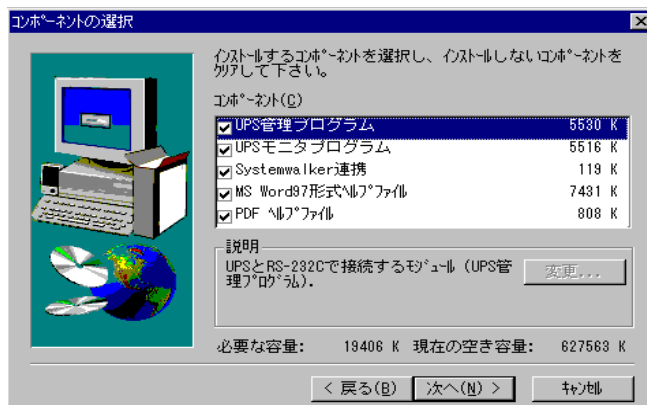 コンポーネントの選択
インストールするコンポーネントを選択し、インストールしないコンポーネントを
クリアして下さい。
コンポーネント(C)
UPS管理プログラム 5530 K
UPSモニタプログラム 5516 K
Systemwalker連携 119 K
MS Word97形式ヘルプファイル 7431 K
PDF ヘルプファイル 808 K
説明
UPSとRS-232Cで接続するモジュール (UPS管
理プログラム).
変更...
必要な容量: 19406 K 現在の空き容量: 627563 K
< 戻る(B) 次へ(N) > キャンセル